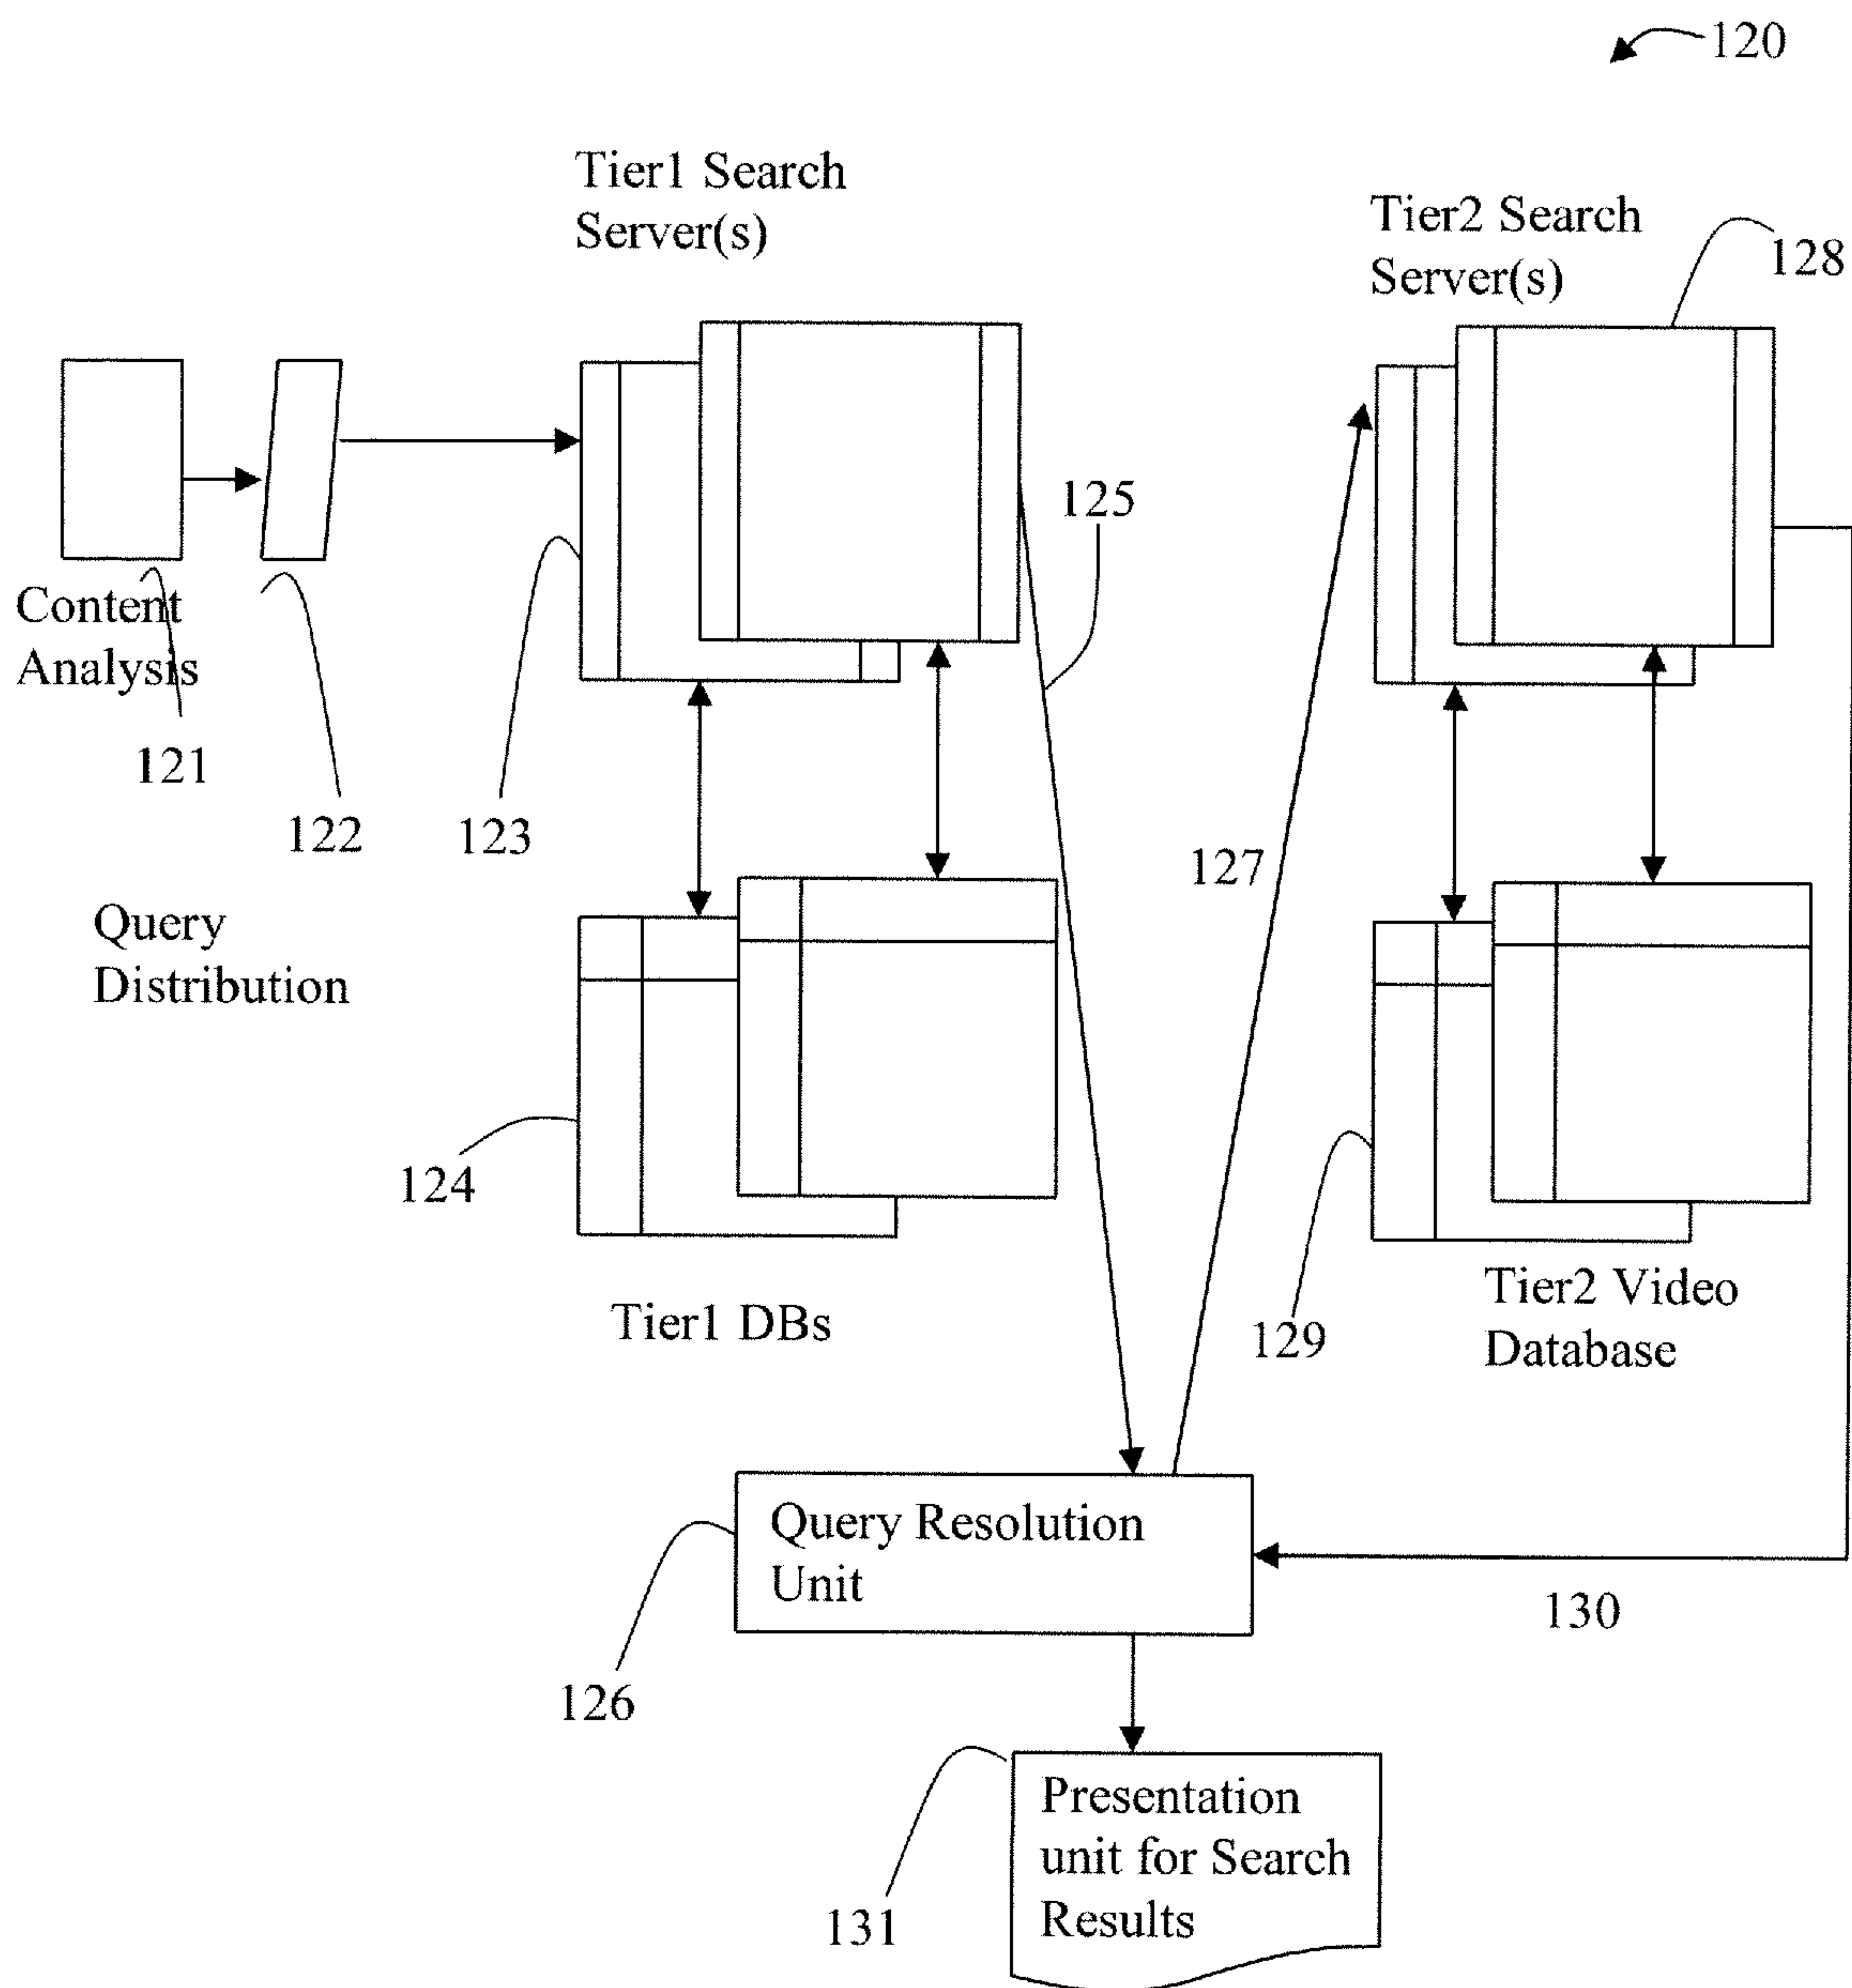 120
Tier1 Search
Server(s)
Tier2 Search
Server(s)
128
125
Content
Analysis
121
122
123
127
Query
Distribution
124
Tier1 DBs
129
Tier2 Video
Database
Query Resolution
Unit
130
126
Presentation
unit for Search
Results
131